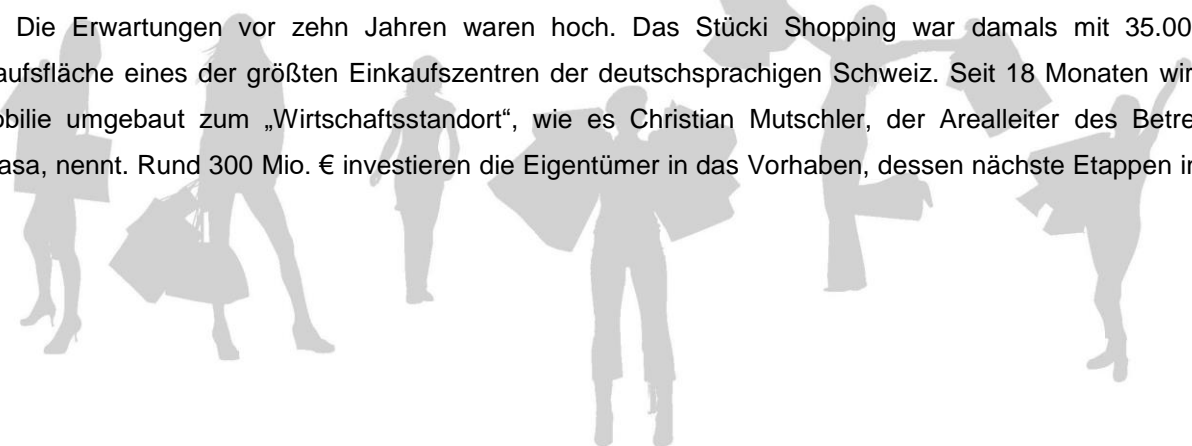 Die Erwartungen vor zehn Jahren waren hoch. Das Stücki Shopping war damals mit 35.00
aufsfläche eines der größten Einkaufszentren der deutschsprachigen Schweiz. Seit 18 Monaten wir
obilie umgebaut zum „Wirtschaftsstandort“, wie es Christian Mutschler, der Arealleiter des Betre
asa, nennt. Rund 300 Mio. € investieren die Eigentümer in das Vorhaben, dessen nächste Etappen i